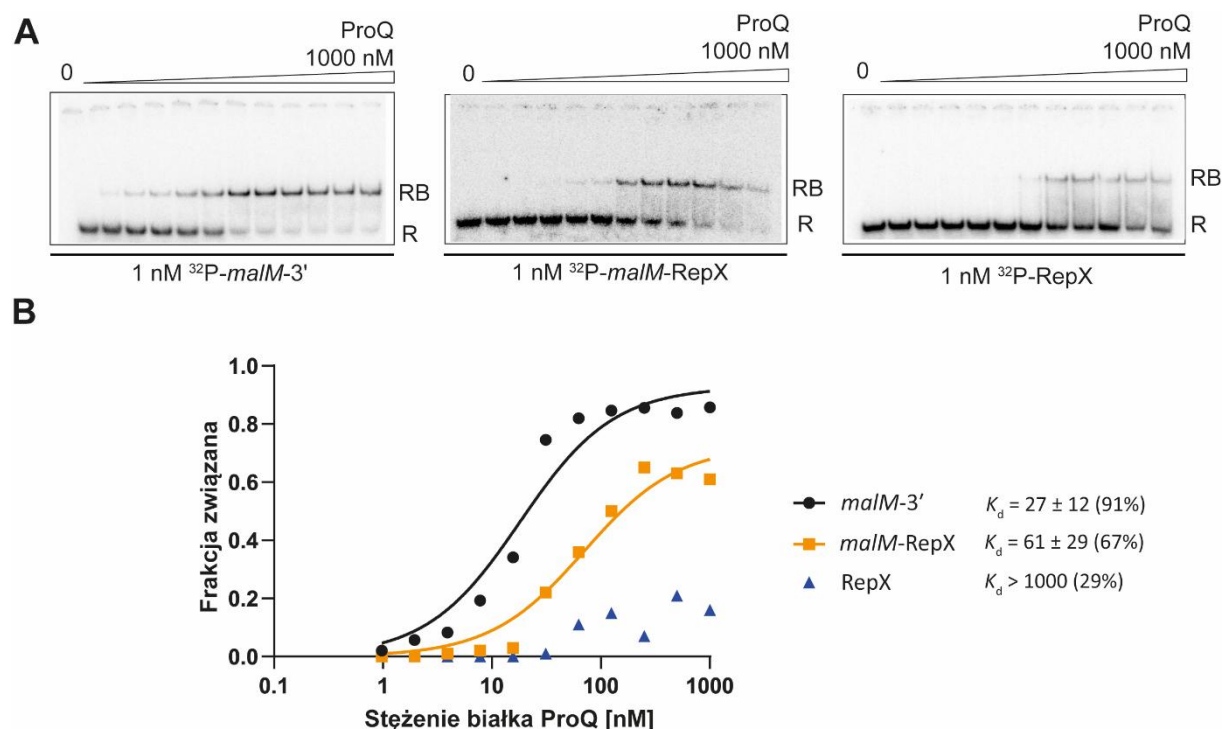 A
ProQ
0
1000 nM
RB
R
1 nM ³²P-malM-3'
ProQ
0
1000 nM
RB
R
1 nM ³²P-malM-RepX
ProQ
0
1000 nM
RB
R
1 nM ³²P-RepX
B
Frakcja związana
1.0
0.8
0.6
0.4
0.2
0.0
0.1
1
10
100
1000
Stężenie białka ProQ [nM]
malM-3′ Kd = 27 ± 12 (91%)
malM-RepX Kd = 61 ± 29 (67%)
RepX Kd > 1000 (29%)